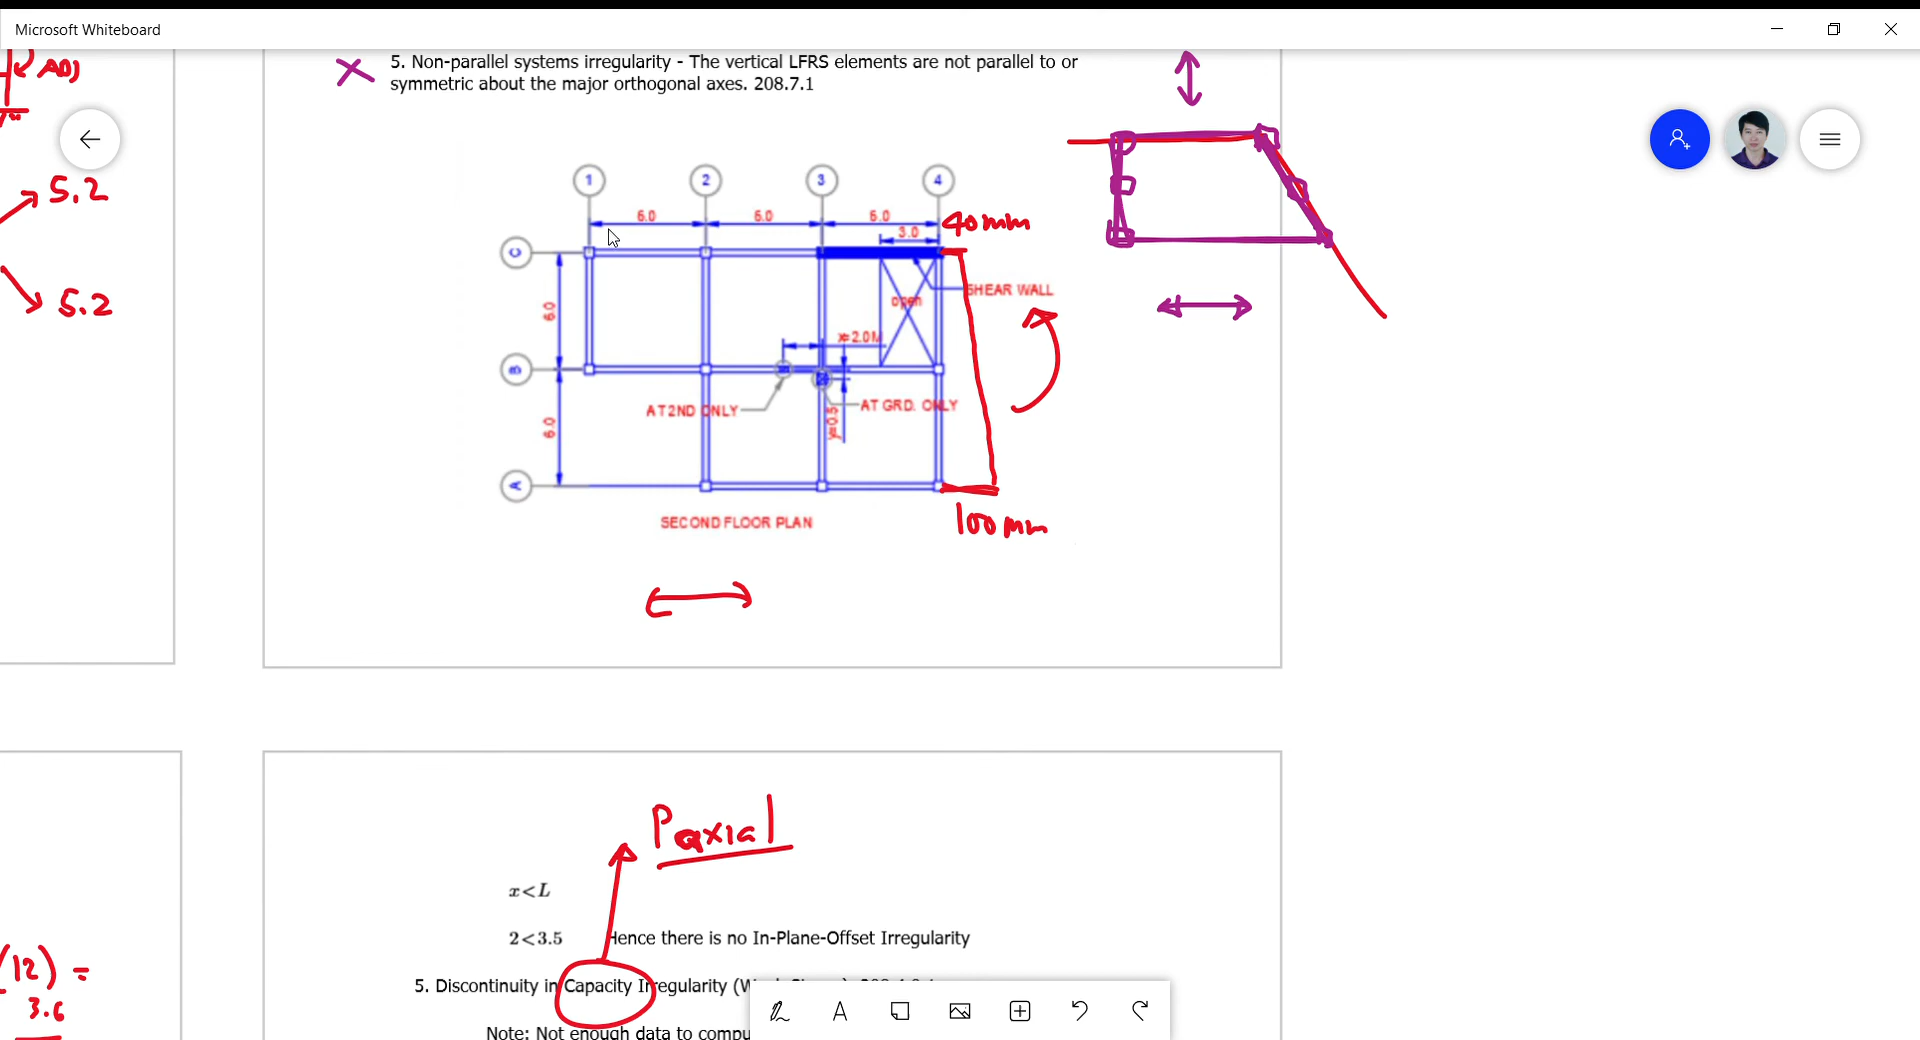 Microsoft Whiteboard
ADJ
5. Non-parallel systems irregularity - The vertical LFRS elements are not parallel to or
symmetric about the major orthogonal axes. 208.7.1
1 2 3 4
5.2
6.0 6.0 6.0 40mm
3.0
C
SHEAR WALL
open
5.2
6.0
x=2.0M
B
AT 2ND ONLY
AT GRD. ONLY
6.0
y=0.5
A
SECOND FLOOR PLAN
100mm
Paxial
x<L
2<3.5 Hence there is no In-Plane-Offset Irregularity
(12) =
5. Discontinuity in Capacity Irregularity
3.6
Note: Not enough data to compu
A